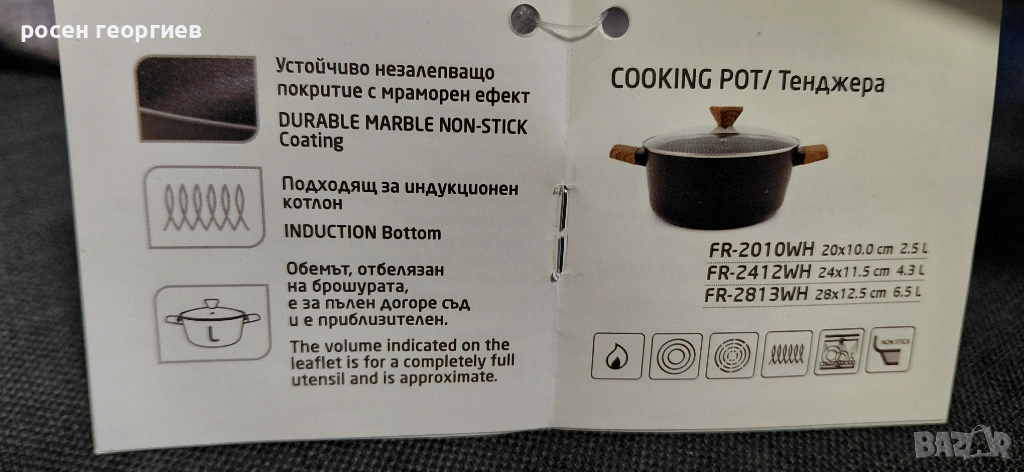 росен георгиев
Устойчиво незалепващо
покритие с мраморен ефект
DURABLE MARBLE NON-STICK
Coating
Подходящ за индукционен
котлон
INDUCTION Bottom
L
Обемът, отбелязан
на брошурата,
е за пълен догоре съд
и е приблизителен.
The volume indicated on the
leaflet is for a completely full
utensil and is approximate.
COOKING POT/ Тенджера
FR-2010WH 20x10.0 cm 2.5 L
FR-2412WH 24x11.5 cm 4.3 L
FR-2813WH 28x12.5 cm 6.5 L
NON STICK
BAZAR